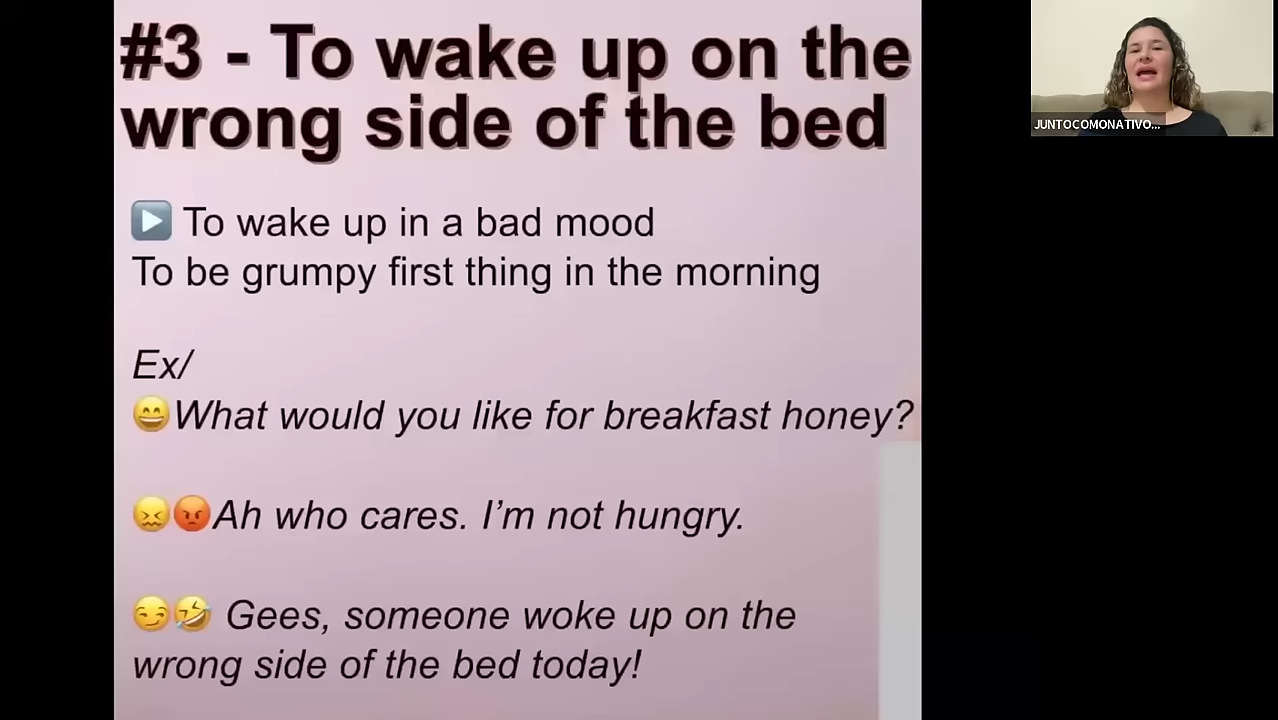 #3 - To wake up on the
wrong side of the bed
To wake up in a bad mood
To be grumpy first thing in the morning
Ex/
What would you like for breakfast honey?
Ah who cares. I'm not hungry.
Gees, someone woke up on the
wrong side of the bed today!
JUNTOCOMONATIVO...